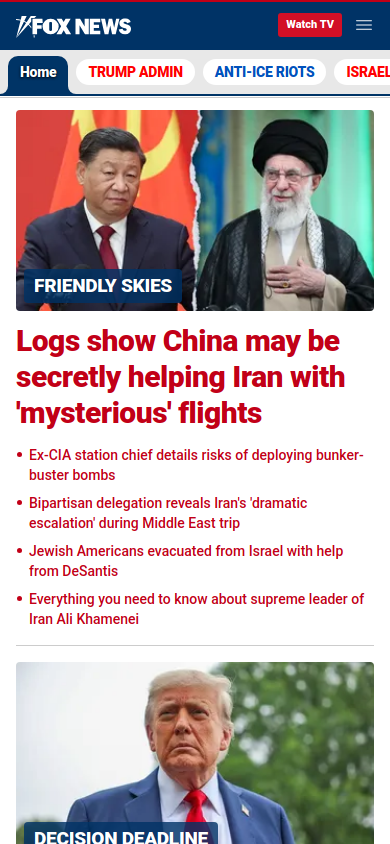 FOX NEWS
Watch TV
Home
TRUMP ADMIN
ANTI-ICE RIOTS
ISRAEL
FRIENDLY SKIES
Logs show China may be
secretly helping Iran with
'mysterious' flights
Ex-CIA station chief details risks of deploying bunker-
buster bombs
Bipartisan delegation reveals Iran's 'dramatic
escalation' during Middle East trip
Jewish Americans evacuated from Israel with help
from DeSantis
Everything you need to know about supreme leader of
Iran Ali Khamenei
DECISION DEADLINE